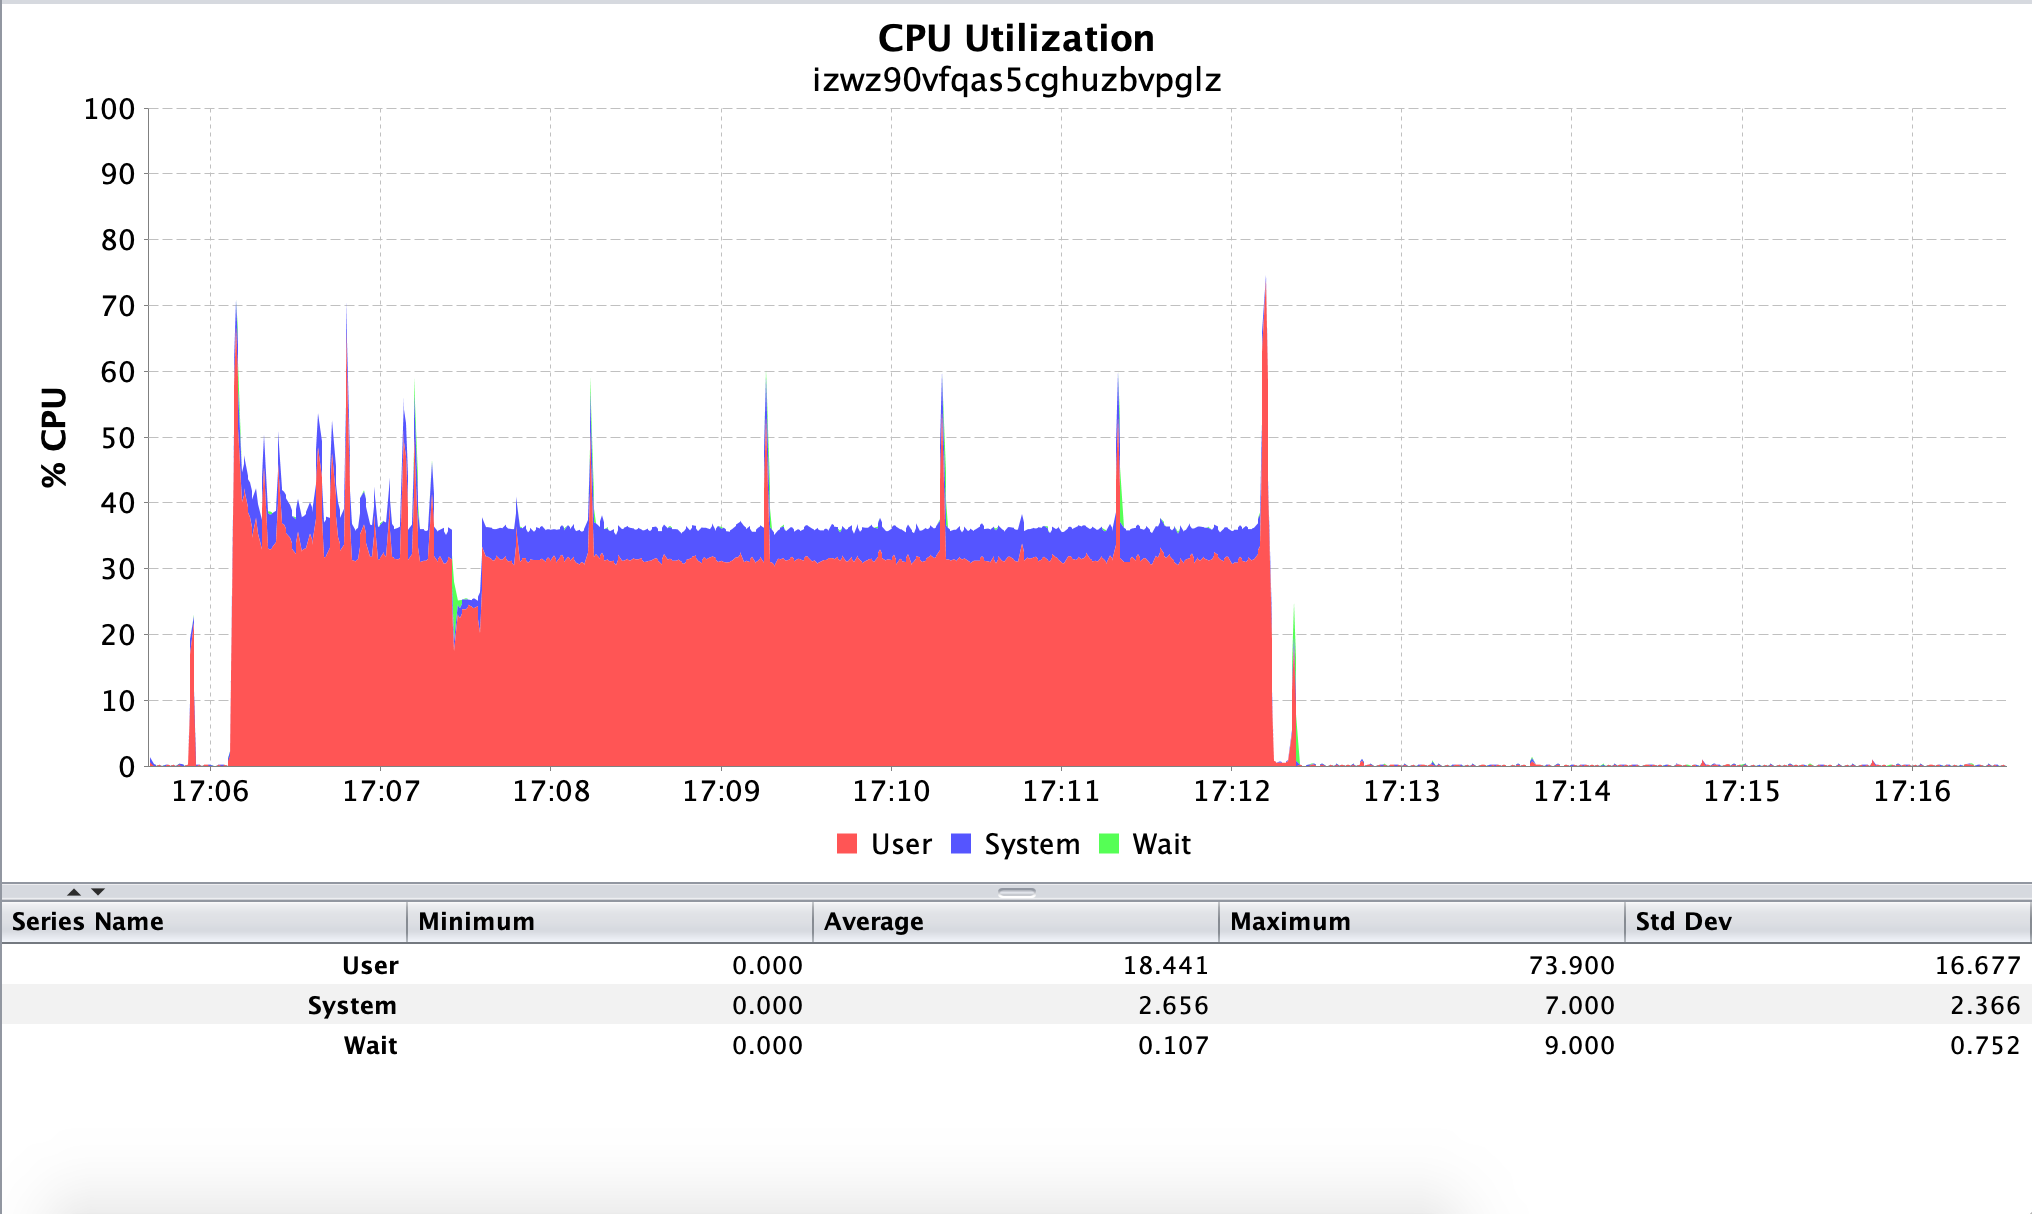 CPU Utilization
izwz90vfqas5cghuzbvpglz
100
90
80
70
60
50
40
30
20
10
0
% CPU
17:06 17:07 17:08 17:09 17:10 17:11 17:12 17:13 17:14 17:15 17:16
User System Wait
Series Name Minimum Average Maximum Std Dev
User 0.000 18.441 73.900 16.677
System 0.000 2.656 7.000 2.366
Wait 0.000 0.107 9.000 0.752